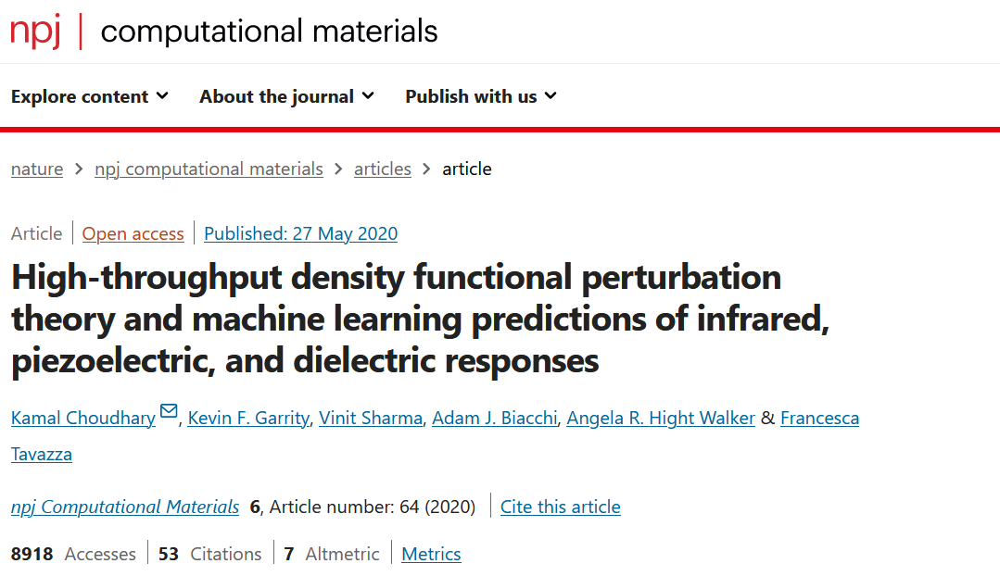 npj | computational materials
Explore content About the journal Publish with us
nature > npj computational materials > articles > article
Article | Open access | Published: 27 May 2020
High-throughput density functional perturbation
theory and machine learning predictions of infrared,
piezoelectric, and dielectric responses
Kamal Choudhary, Kevin F. Garrity, Vinit Sharma, Adam J. Biacchi, Angela R. Hight Walker & Francesca
Tavazza
npj Computational Materials 6, Article number: 64 (2020) | Cite this article
8918 Accesses | 53 Citations | 7 Altmetric | Metrics